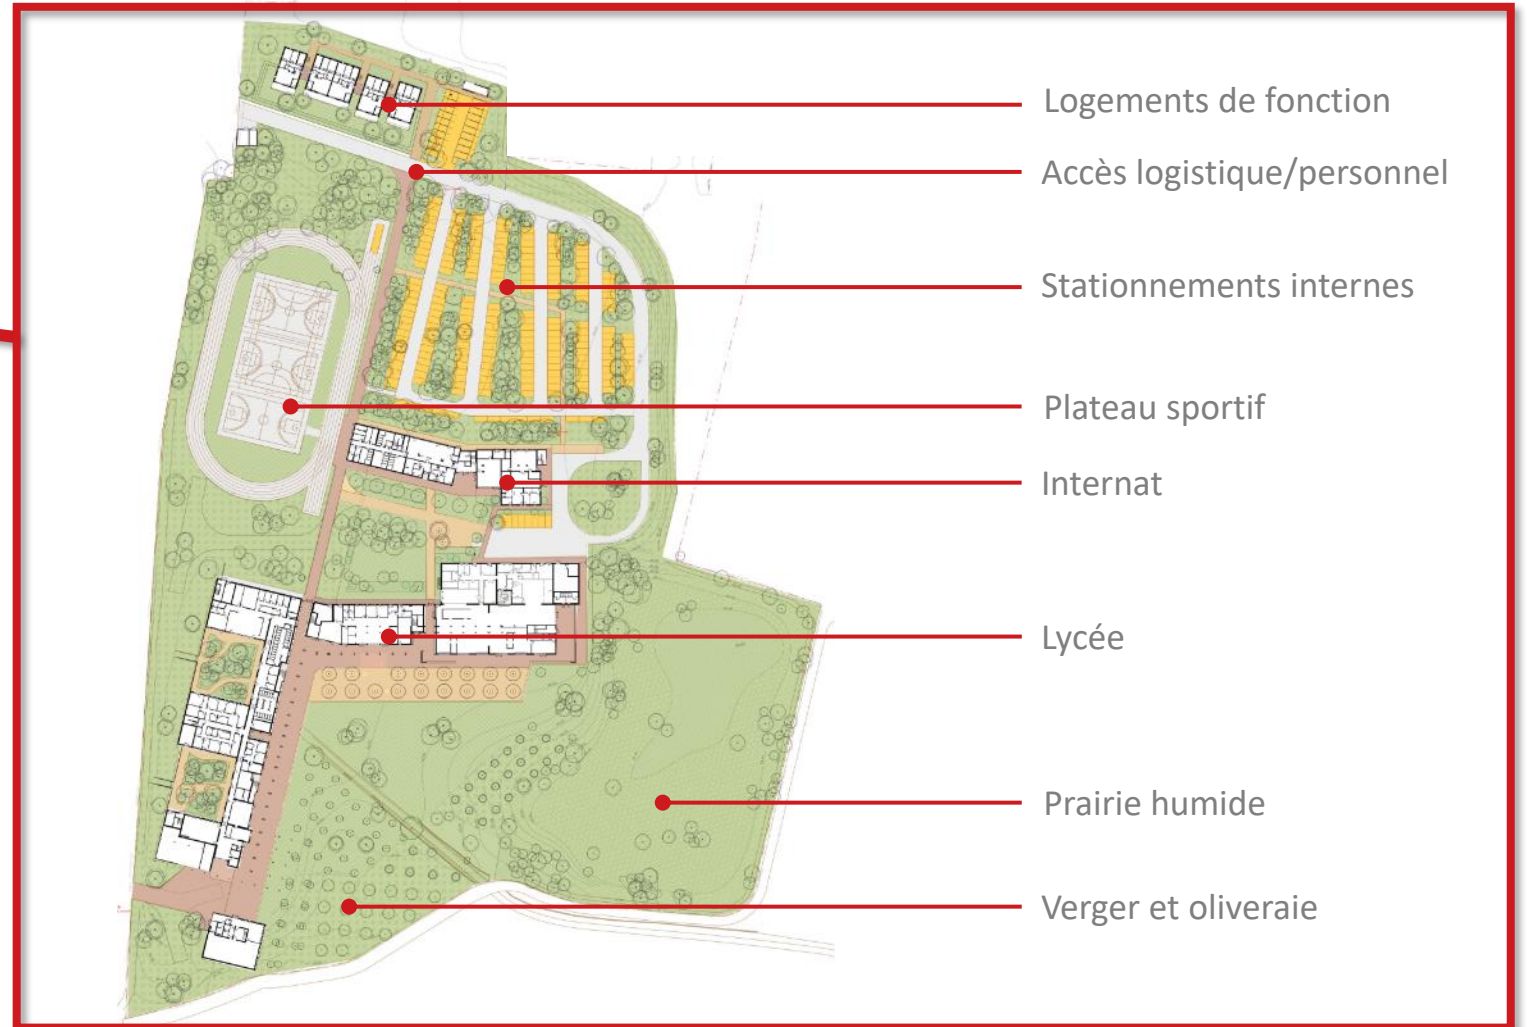 Logements de fonction
Accès logistique/personnel
Stationnements internes
Plateau sportif
Internat
Lycée
Prairie humide
Verger et oliveraie